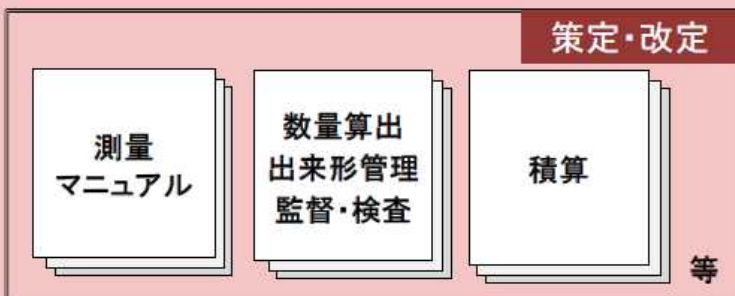 策定・改定
測量
マニュアル
数量算出
出来形管理
監督・検査
積算
等